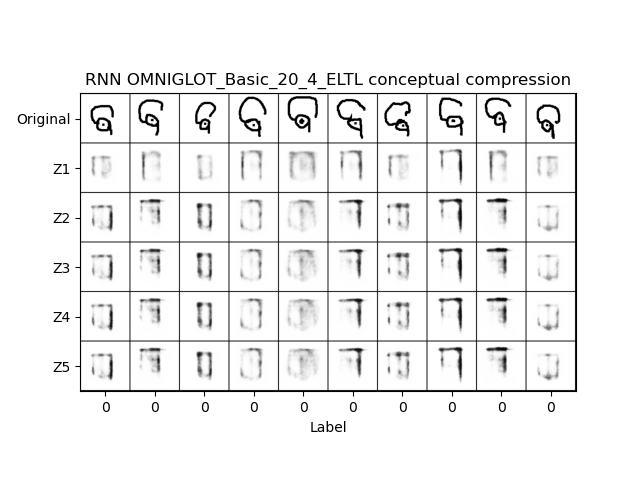 RNN OMNIGLOT_Basic_20_4_ELTL conceptual compression
Original
Z1
Z2
Z3
Z4
Z5
0 0 0 0 0 0 0 0 0 0
Label